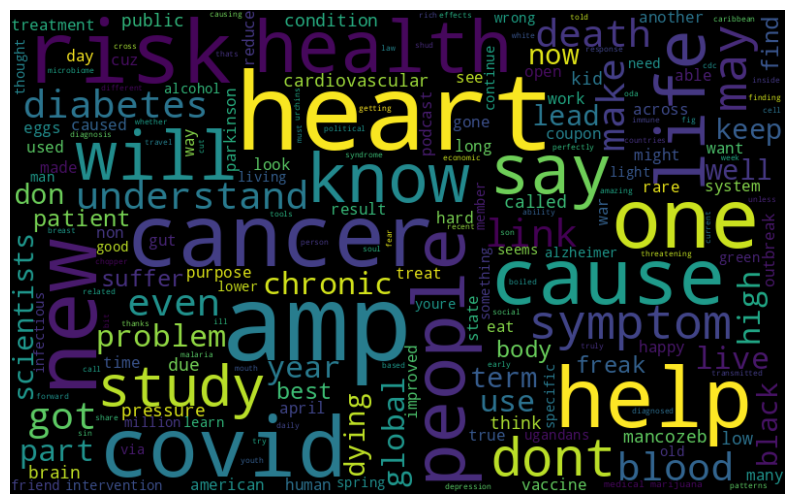 treatment public condition wrong another
thought cuz reduce risk health death find
day alcohol cardiovascular see continue now open kid need able
microbiome parkinson podcast gone work across
diabetes heart lead make life may
eggs caused way look long coupon keep
used made will know say might want
man living light well system
don understand result called rare
patient non gut hard link one
good suffer purpose treat seems alzheimer
lower chronic something cause green outbreak
scientists new cancer people high
infectious even amp youre eat symptom
problem year state body happy live
time due best improved term freak
study pressure april global use specific
got million learn dying think true ugandans
part via covid dont mancozeb low black
brain american human spring vaccine blood old many
friend intervention help
causing told rich effects caribbean
cross law shud white response cdc
thats different getting inside
must urchins finding cell
diagnosis whether political oda immune fig
travel cut syndrome economic perfectly countries week
tools member war amazing unless
breast person son ability current
soul fear recent threatening
chopper related boiled
thanks ill social truly
malaria call mouth based early transmitted
forward share daily diagnosed
sin try youth
depression medical marijuana patterns